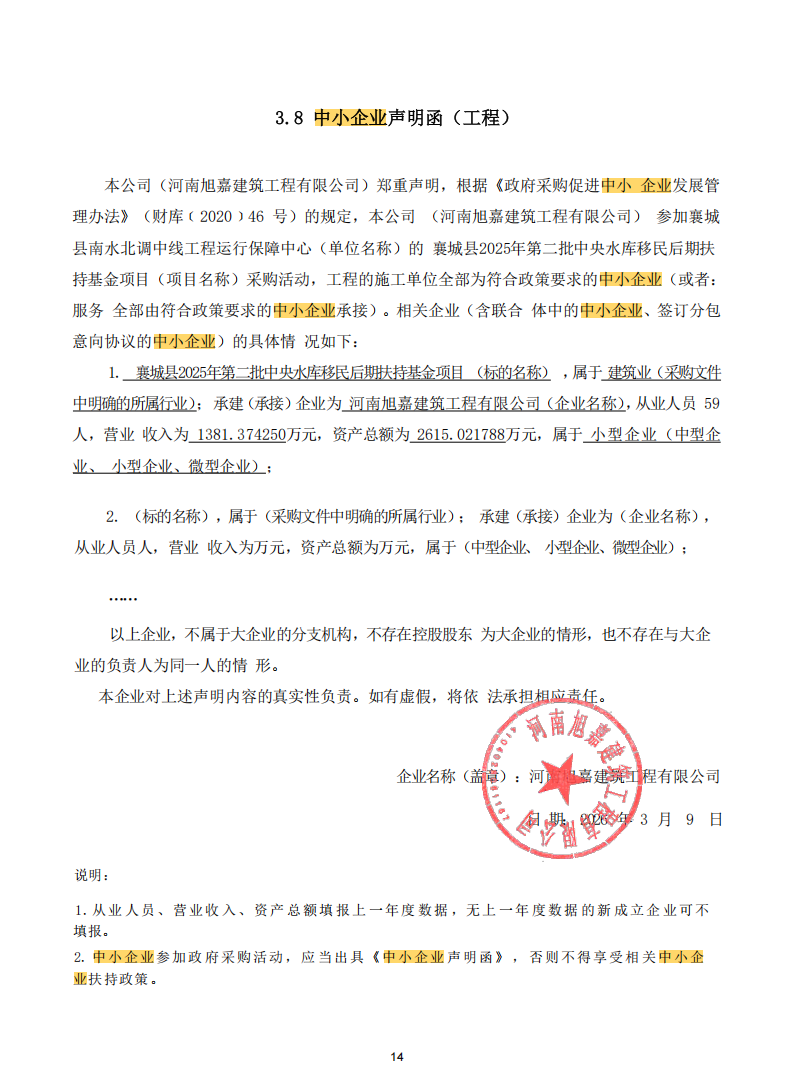 3.8 中小企业声明函（工程）
本公司（河南旭嘉建筑工程有限公司）郑重声明，根据《政府采购促进中小 企业发展管
理办法》（财库﹝2020﹞46 号）的规定，本公司 （河南旭嘉建筑工程有限公司） 参加襄城
县南水北调中线工程运行保障中心（单位名称）的 襄城县2025年第二批中央水库移民后期扶
持基金项目（项目名称）采购活动，工程的施工单位全部为符合政策要求的中小企业（或者：
服务 全部由符合政策要求的中小企业承接）。相关企业（含联合 体中的中小企业、签订分包
意向协议的中小企业）的具体情 况如下：
1. 襄城县2025年第二批中央水库移民后期扶持基金项目 （标的名称） ，属于 建筑业（采购文件
中明确的所属行业）；承建（承接）企业为 河南旭嘉建筑工程有限公司（企业名称），从业人员 59
人，营业 收入为 1381.374250万元，资产总额为 2615.021788万元，属于 小型企业（中型企
业、 小型企业、微型企业）；
2. （标的名称），属于（采购文件中明确的所属行业）； 承建（承接）企业为（企业名称），
从业人员人，营业 收入为万元，资产总额为万元，属于（中型企业、 小型企业、微型企业）；
……
以上企业，不属于大企业的分支机构，不存在控股股东 为大企业的情形，也不存在与大企
业的负责人为同一人的情 形。
本企业对上述声明内容的真实性负责。如有虚假，将依 法承担相应责任。
企业名称（盖章）：河南旭嘉建筑工程有限公司
日 期： 2026 年 3 月 9 日
河南旭嘉建筑工程有限公司
说明：
1.从业人员、营业收入、资产总额填报上一年度数据，无上一年度数据的新成立企业可不
填报。
2.中小企业参加政府采购活动，应当出具《中小企业声明函》，否则不得享受相关中小企
业扶持政策。
14